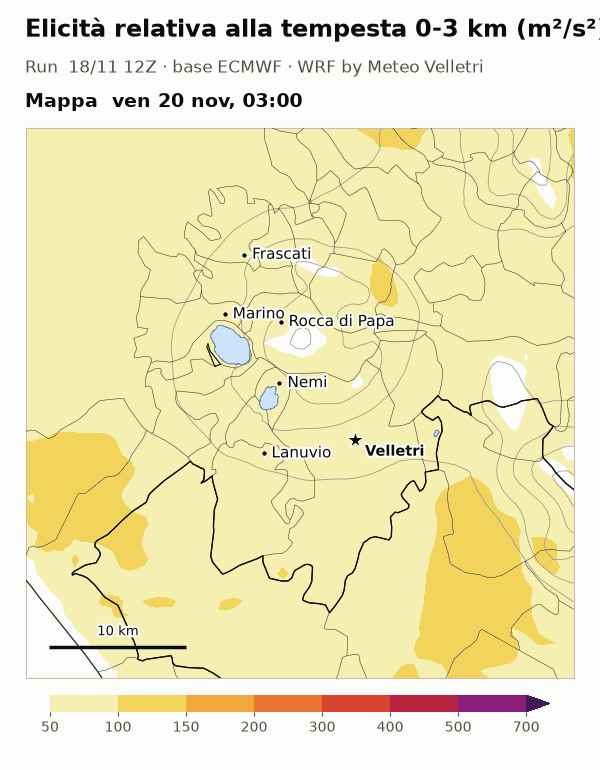 Elicità relativa alla tempesta 0-3 km (m²/s²)
Run  18/11 12Z · base ECMWF · WRF by Meteo Velletri
Mappa  ven 20 nov, 03:00
Frascati
Marino
Rocca di Papa
Nemi
Lanuvio
Velletri
10 km
50 100 150 200 300 400 500 700